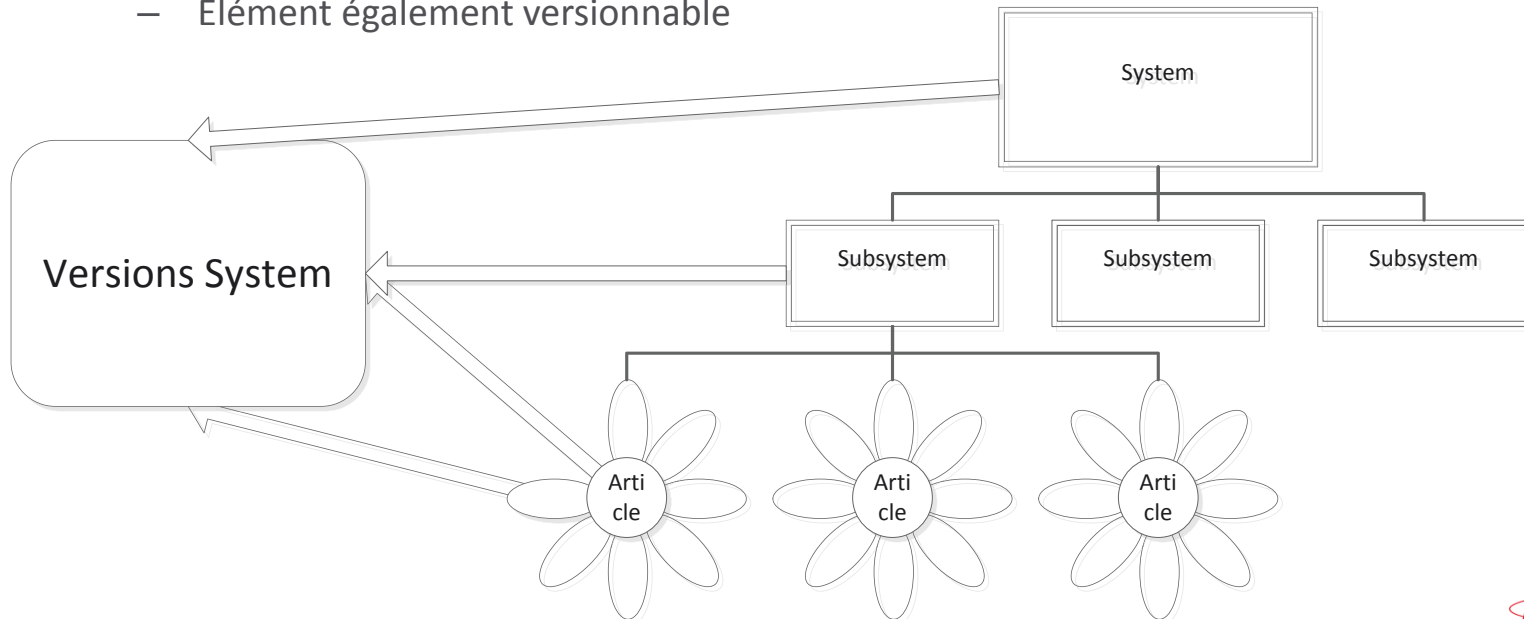 – Elément également versionnable
System
Versions System
Subsystem
Subsystem
Subsystem
Arti
cle
Arti
cle
Arti
cle